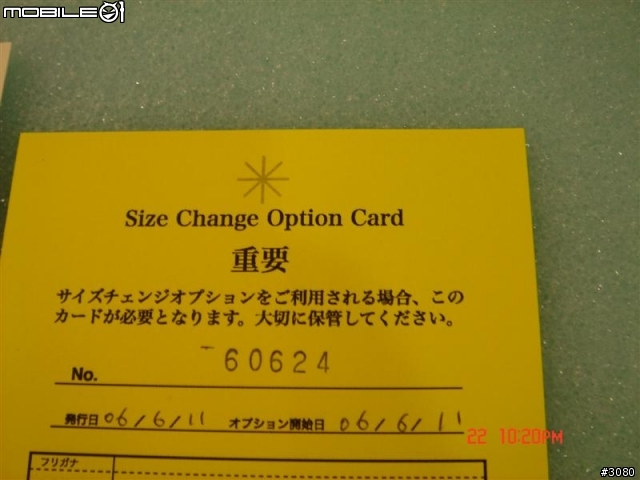 MOBILE01
Size Change Option Card
重要
サイズチェンジオプションをご利用される場合、この
カードが必要となります。大切に保管してください。
No. 60624
発行日 06/6/11 オプション開始日 06/6/11
22 10:20PM
フリガナ
#3080